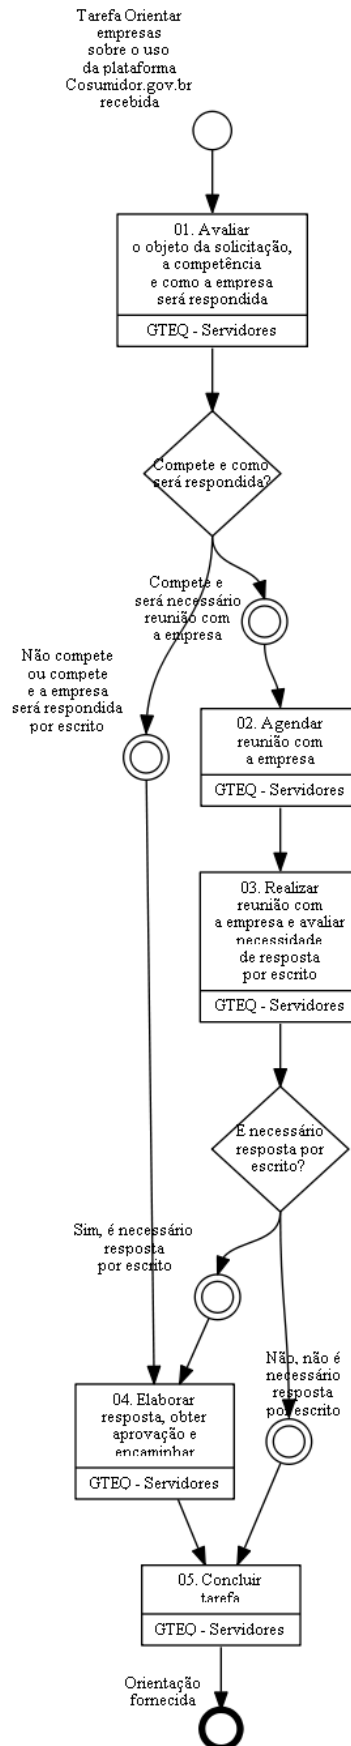 Tarefa Orientar
empresas
sobre o uso
da plataforma
Cosumidor.gov.br
recebida
01. Avaliar
o objeto da solicitação,
a competência
e como a empresa
será respondida
GTEQ - Servidores
Compete e como
será respondida?
Compete e
será necessário
reunião com
a empresa
Não compete
ou compete
e a empresa
será respondida
por escrito
02. Agendar
reunião com
a empresa
GTEQ - Servidores
03. Realizar
reunião com
a empresa e avaliar
necessidade
de resposta
por escrito
GTEQ - Servidores
É necessário
resposta por
escrito?
Sim, é necessário
resposta
por escrito
Não, não é
necessário
resposta
por escrito
04. Elaborar
resposta, obter
aprovação e
encaminhar
GTEQ - Servidores
05. Concluir
tarefa
GTEQ - Servidores
Orientação
fornecida